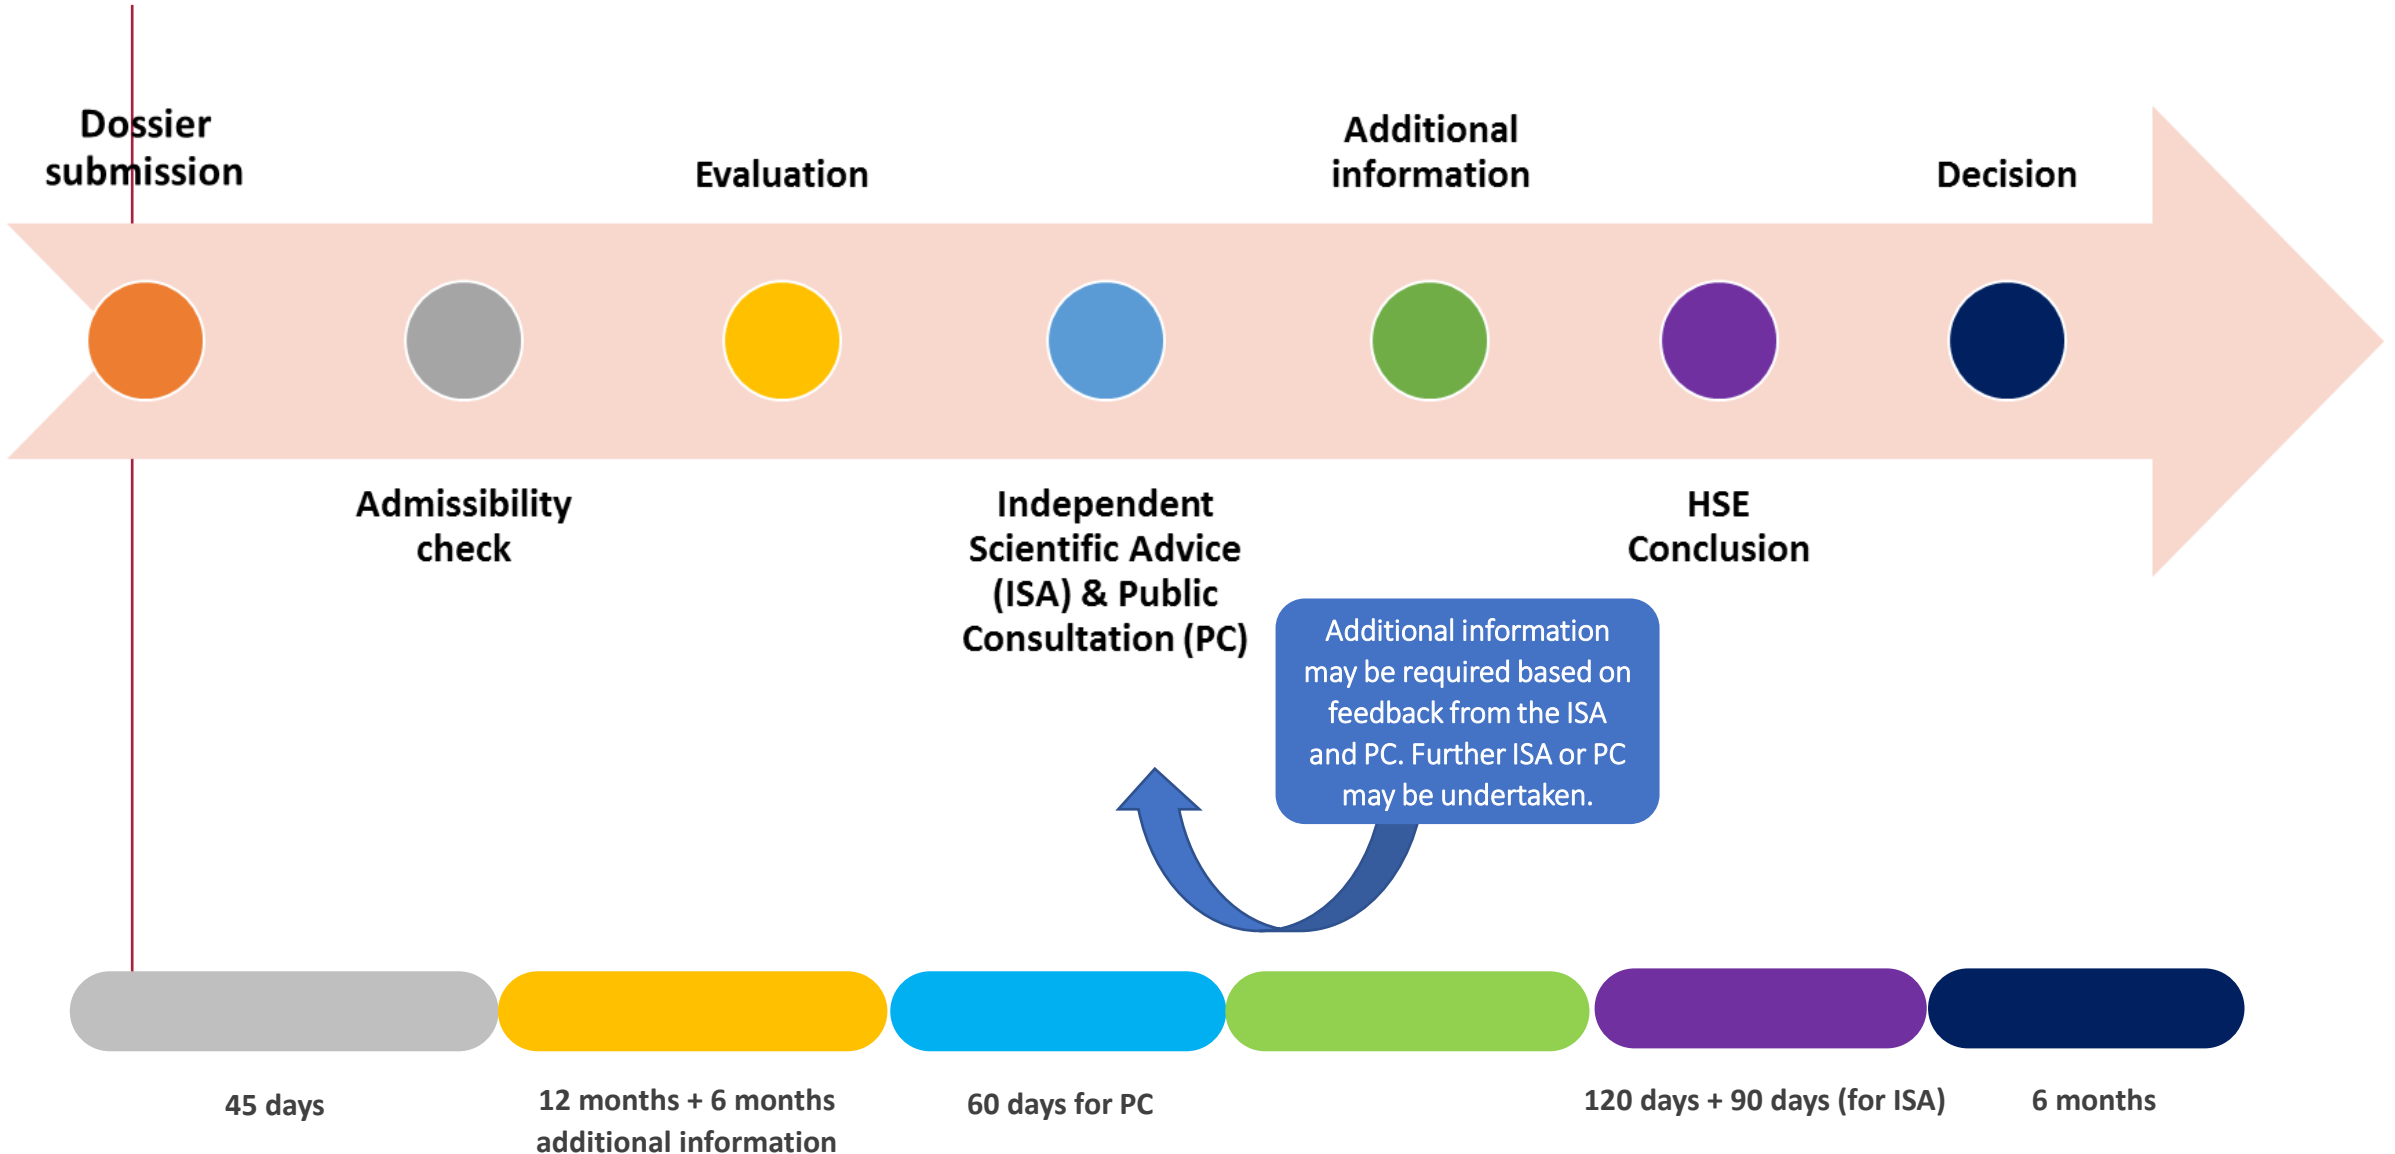 Dossier
submission
Evaluation
Additional
information
Decision
Admissibility
check
Independent
Scientific Advice
(ISA) & Public
Consultation (PC)
HSE
Conclusion
Additional information
may be required based on
feedback from the ISA
and PC. Further ISA or PC
may be undertaken.
45 days
12 months + 6 months
additional information
60 days for PC
120 days + 90 days (for ISA)
6 months